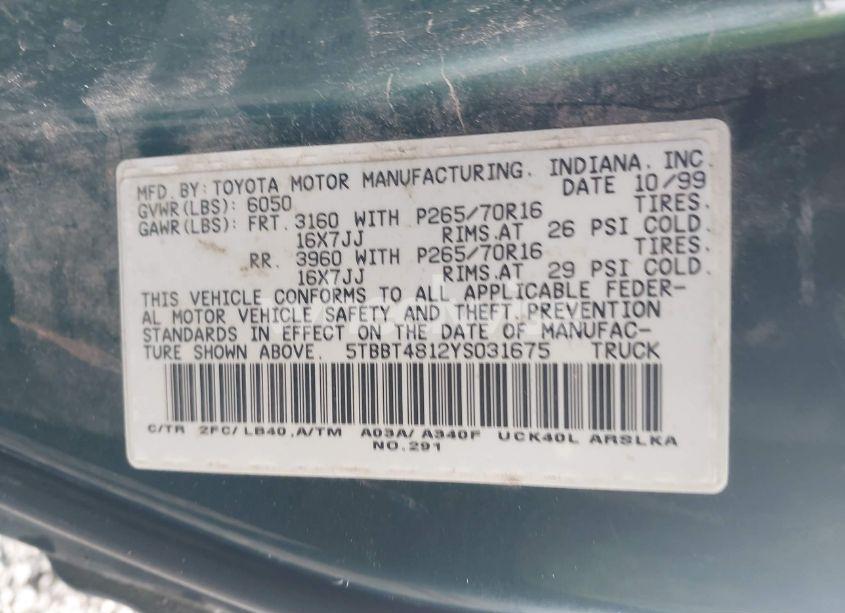 MFD. BY: TOYOTA MOTOR MANUFACTURING. INDIANA. INC.
GVWR(LBS): 6050 DATE 10/99
GAWR(LBS): FRT. 3160 WITH P265/70R16 TIRES.
16X7JJ RIMS.AT 26 PSI COLD.
RR. 3960 WITH P265/70R16 TIRES.
16X7JJ RIMS.AT 29 PSI COLD.
THIS VEHICLE CONFORMS TO ALL APPLICABLE FEDER-
AL MOTOR VEHICLE SAFETY AND THEFT PREVENTION
STANDARDS IN EFFECT ON THE DATE OF MANUFAC-
TURE SHOWN ABOVE. 5TBBT4812YS031675 TRUCK
C/TR 2FC/LB40,A/TM A03A/A340F UCK40L ARSLKA
NO.291